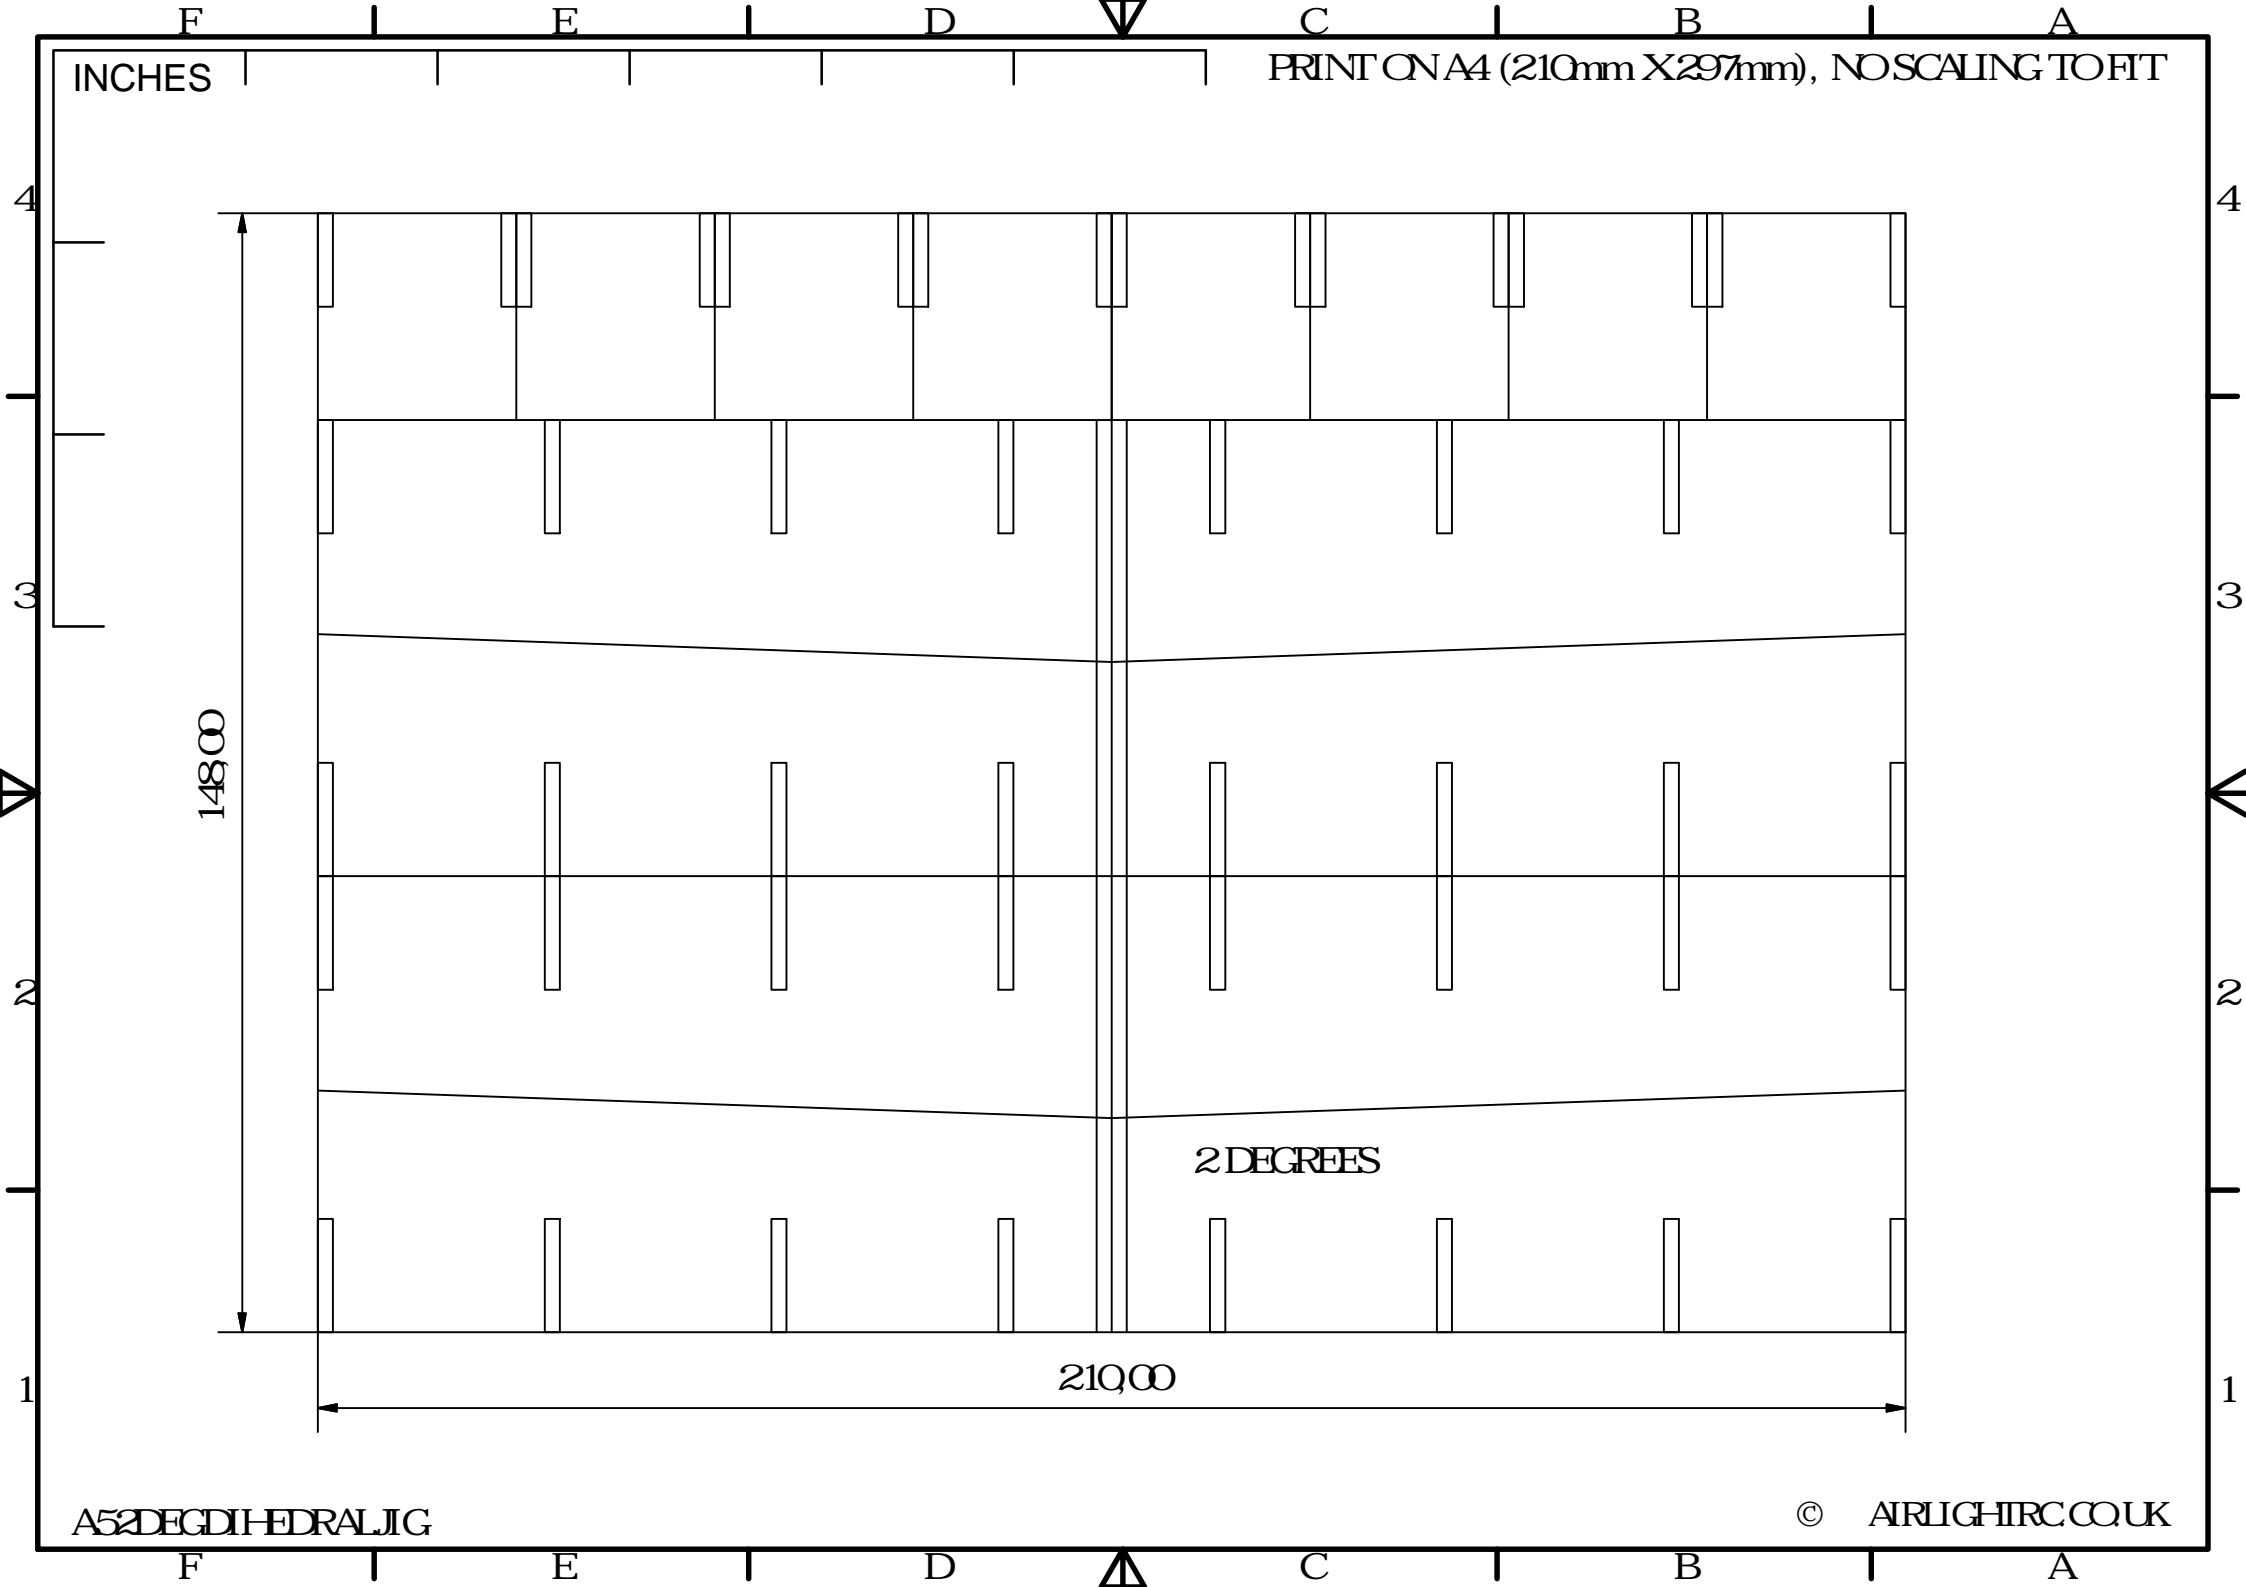 F E D C B A
INCHES
PRINT ON A4 (210mm X 297mm), NO SCALING TO FIT
4 4
3 3
148,00
2 2
2 DEGREES
210,00
1 1
A5 2DEG DIHEDRAL JIG
© AIRLIGHTRC.CO.UK
F E D C B A